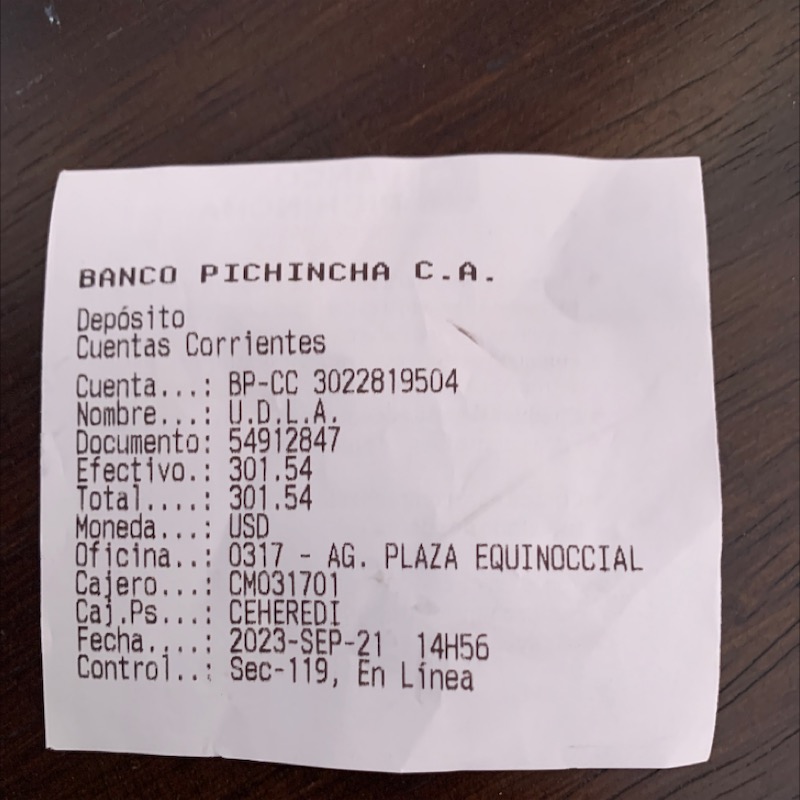 BANCO PICHINCHA C.A.
Depósito
Cuentas Corrientes
Cuenta...: BP-CC 3022819504
Nombre...: U.D.L.A.
Documento: 54912847
Efectivo.: 301.54
Total....: 301.54
Moneda...: USD
Oficina..: 0317 - AG. PLAZA EQUINOCCIAL
Cajero...: CM031701
Caj.Ps...: CEHEREDI
Fecha....: 2023-SEP-21 14H56
Control..: Sec-119, En Línea